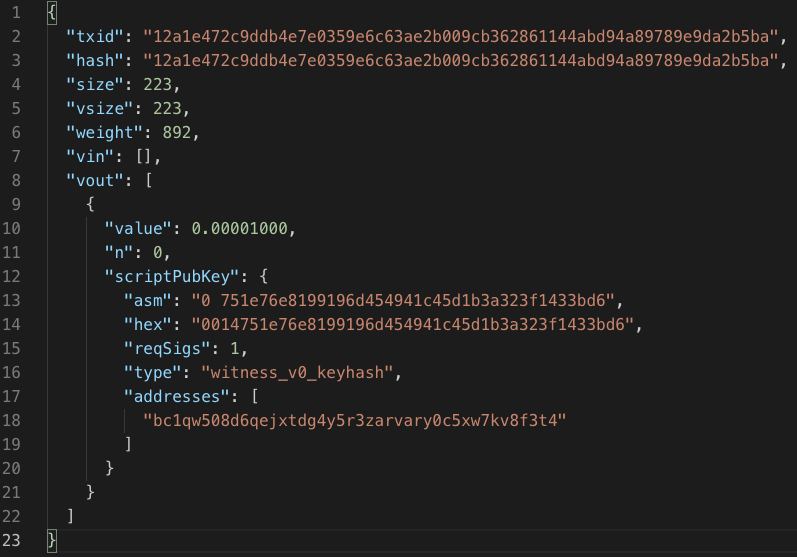 1 {
2 "txid": "12a1e472c9ddb4e7e0359e6c63ae2b009cb362861144abd94a89789e9da2b5ba",
3 "hash": "12a1e472c9ddb4e7e0359e6c63ae2b009cb362861144abd94a89789e9da2b5ba",
4 "size": 223,
5 "vsize": 223,
6 "weight": 892,
7 "vin": [],
8 "vout": [
9 {
10 "value": 0.00001000,
11 "n": 0,
12 "scriptPubKey": {
13 "asm": "0 751e76e8199196d454941c45d1b3a323f1433bd6",
14 "hex": "0014751e76e8199196d454941c45d1b3a323f1433bd6",
15 "reqSigs": 1,
16 "type": "witness_v0_keyhash",
17 "addresses": [
18 "bc1qw508d6qejxtdg4y5r3zarvary0c5xw7kv8f3t4"
19 ]
20 }
21 }
22 ]
23 }